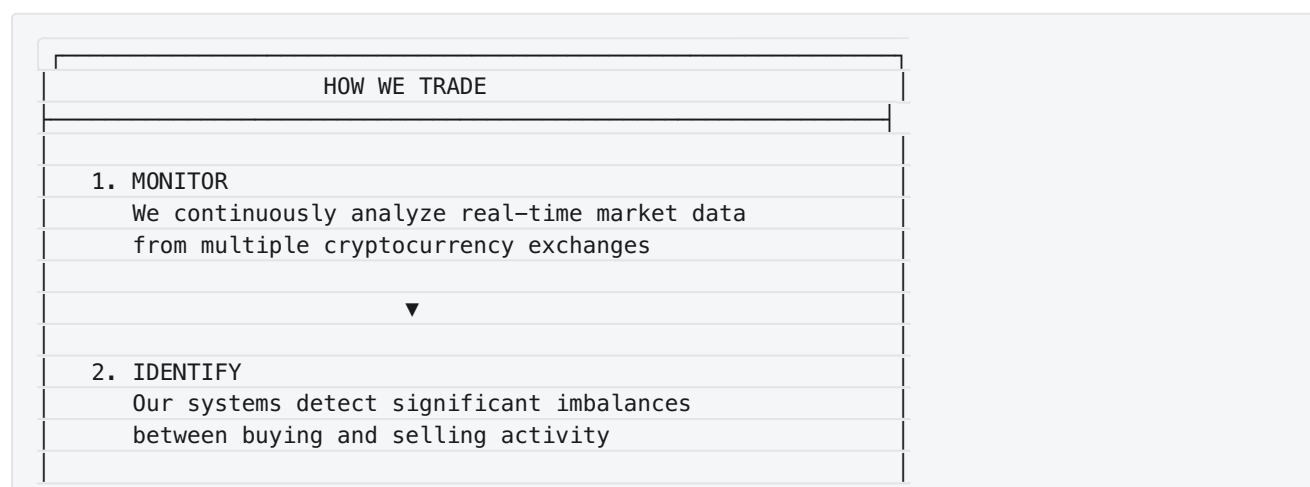 HOW WE TRADE
1. MONITOR
We continuously analyze real-time market data
from multiple cryptocurrency exchanges
▼
2. IDENTIFY
Our systems detect significant imbalances
between buying and selling activity